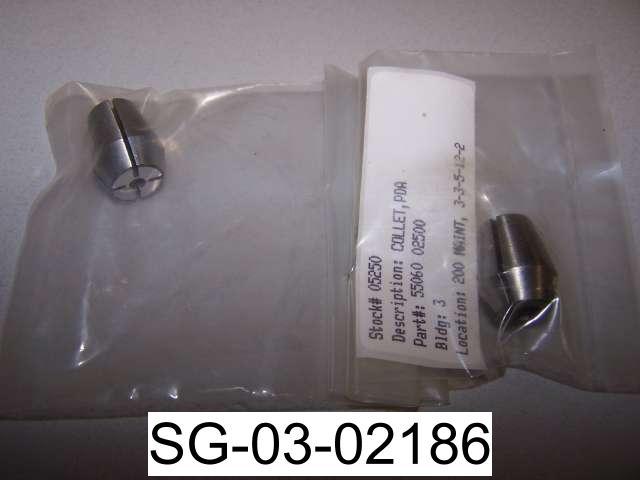 Stock# 05250
Description: COLLET, PDA
Part#: 55060 02500
Bldg: 3
Location: 200 MAINT, 3-3-5-12-2
SG-03-02186